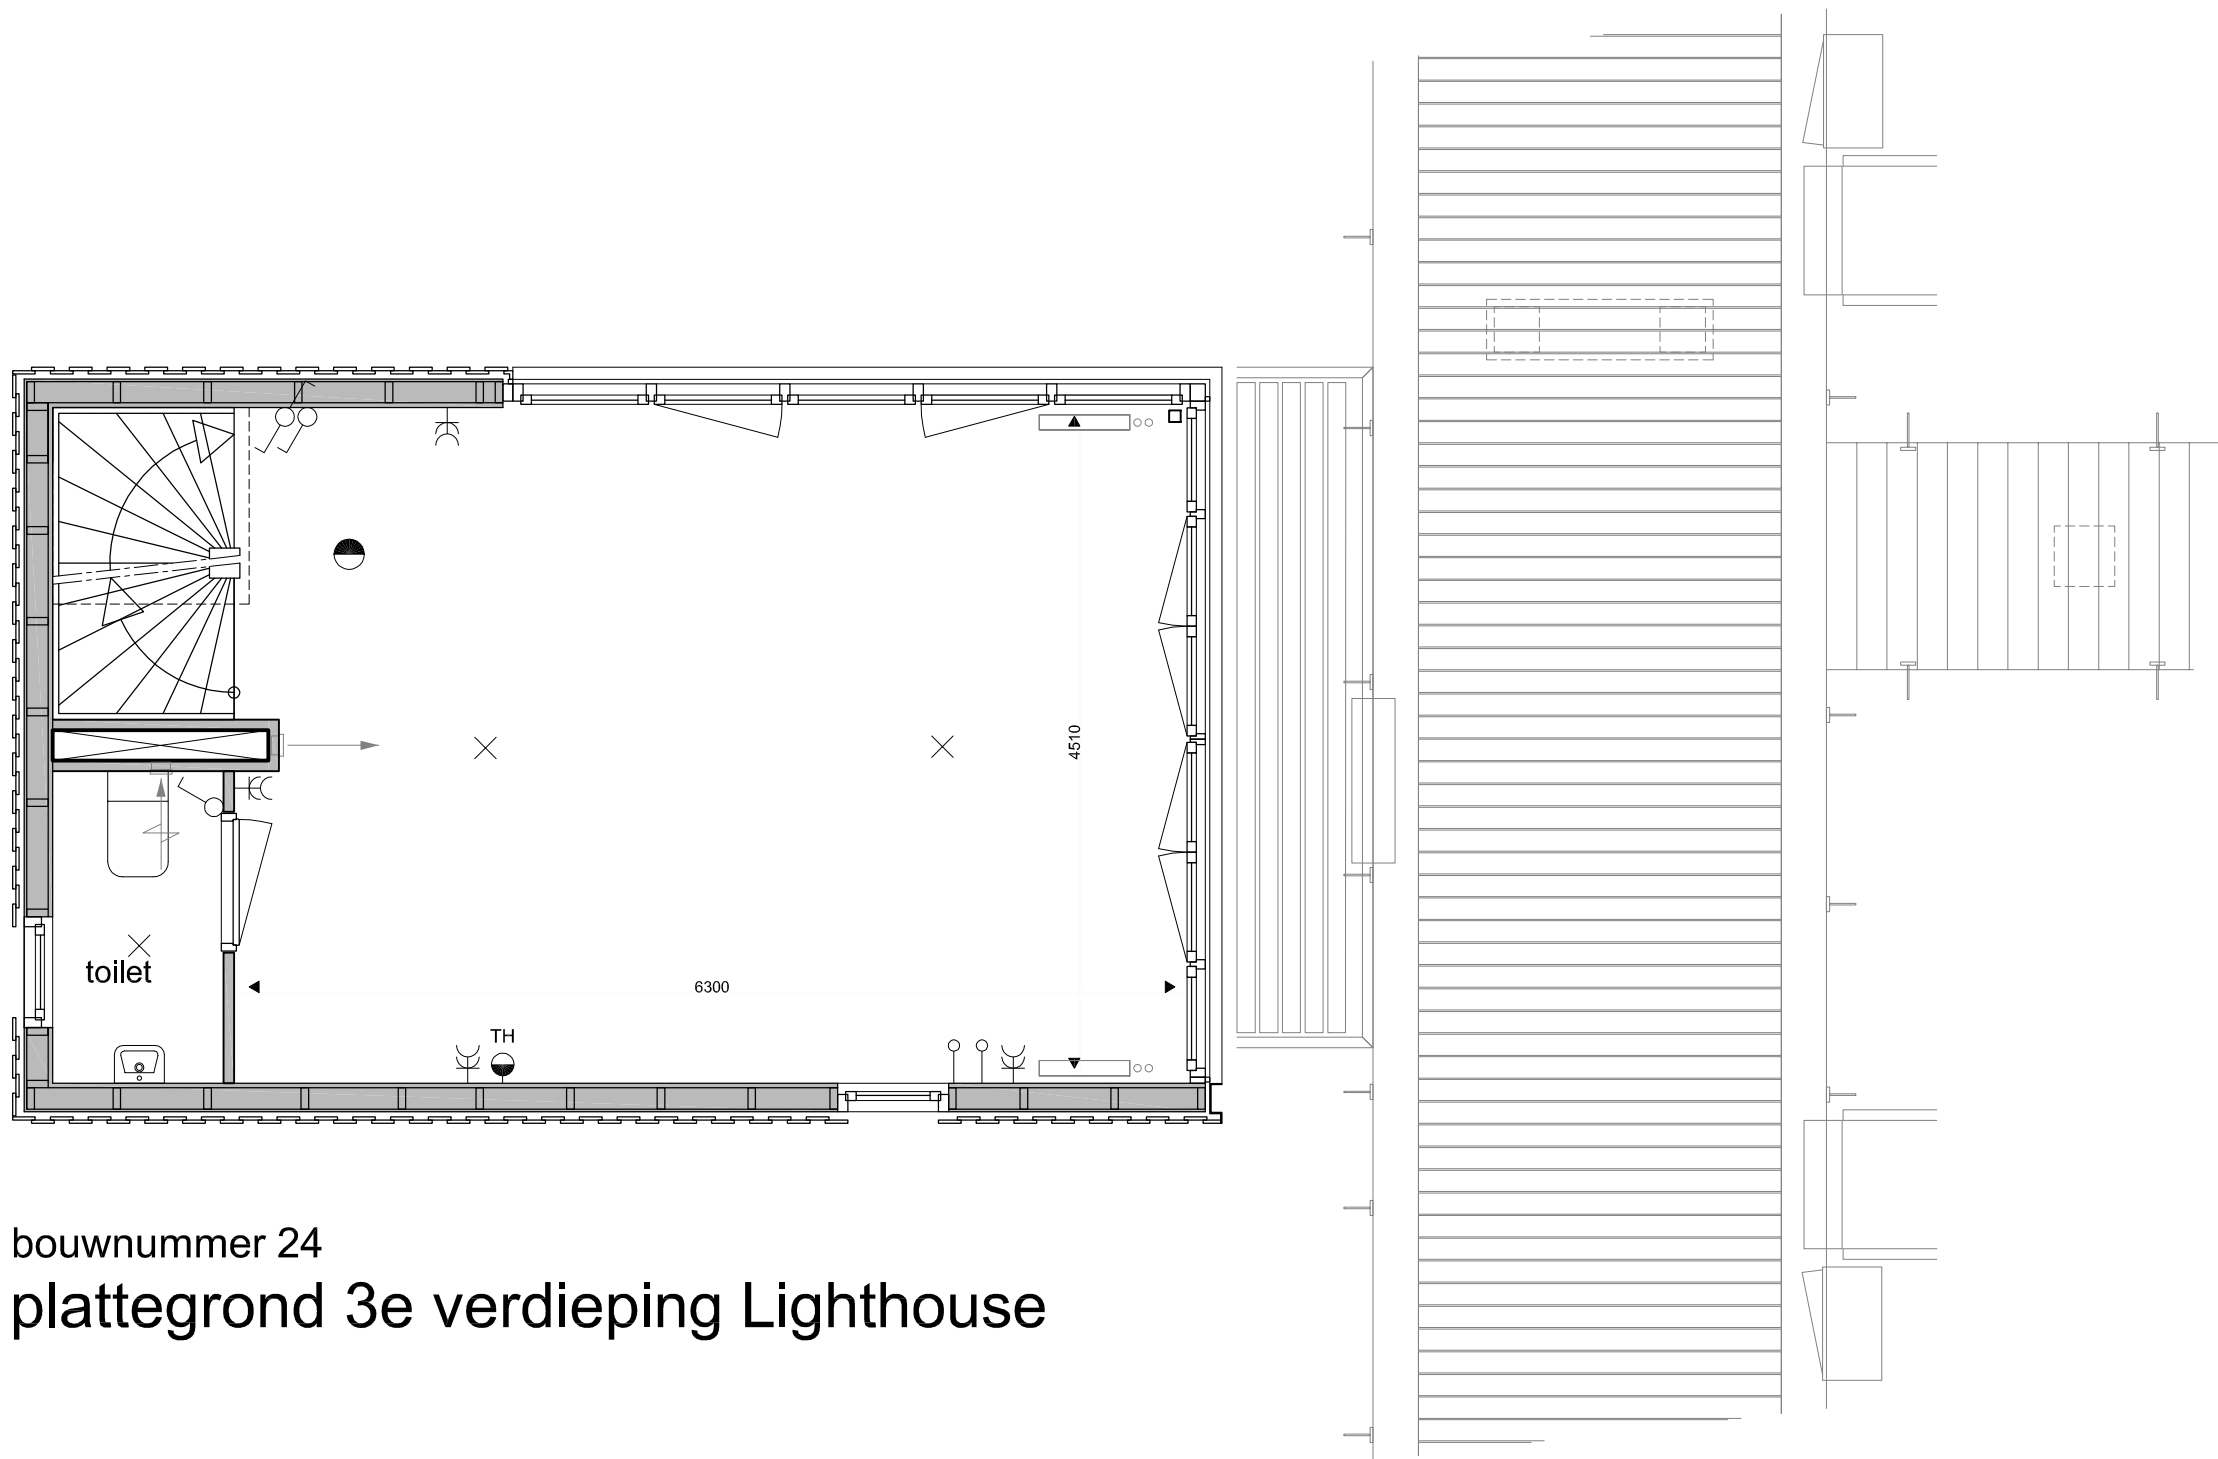 4510
toilet
6300
TH
bouwnummer 24
plattegrond 3e verdieping Lighthouse